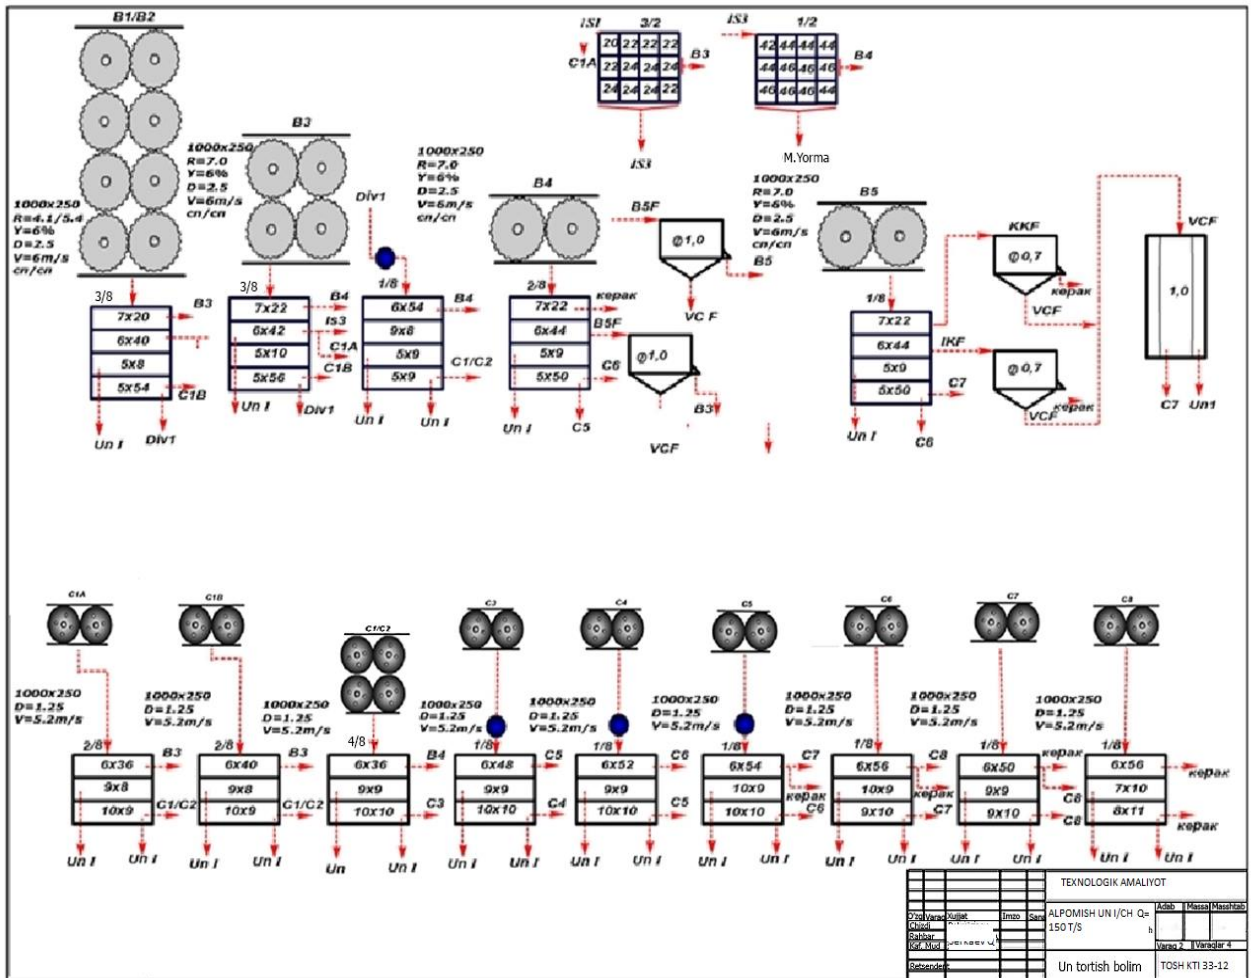 B1/B2
1000x250
R=4.1/5.4
Y=6%
D=2.5
V=6m/s
cn/cn
3/8
7x20
6x40
5x8
5x54
B3
C1B
Un I
Div1
B3
1000x250
R=7.0
Y=6%
D=2.5
V=6m/s
cn/cn
3/8
7x22
6x42
5x10
5x56
B4
Is3
C1A
C1B
Un I
Div1
Div1
1/8
6x54
9x8
5x9
5x9
B4
C1/C2
Un I
Un I
1000x250
R=7.0
Y=6%
D=2.5
V=6m/s
cn/cn
B4
2/8
7x22
6x44
5x9
5x50
керак
B5F
C6
Un I
C5
IS1
3/2
20 22 22 22
22 24 24 24
24 24 24 22
C1A
B3
IS3
IS3
1/2
42 44 44 44
44 46 46 46
46 46 46 44
B4
M.Yorma
B5F
φ1,0
B5
VC F
φ1,0
B3
VCF
1000x250
R=7.0
Y=6%
D=2.5
V=6m/s
cn/cn
B5
1/8
7x22
6x44
5x9
5x50
IKF
C7
Un I
C6
KKF
φ0,7
керак
VCF
φ0,7
керак
VCF
VCF
1,0
C7
Un1
C1A
1000x250
D=1.25
V=5.2m/s
2/8
6x36
9x8
10x9
B3
C1/C2
Un I
Un I
C1B
1000x250
D=1.25
V=5.2m/s
2/8
6x40
9x8
10x9
B3
C1/C2
Un I
Un I
C1/C2
1000x250
D=1.25
V=5.2m/s
4/8
6x36
9x9
10x10
B4
C3
Un
Un I
C3
1000x250
D=1.25
V=5.2m/s
1/8
6x48
9x9
10x10
C5
C4
Un I
Un I
C4
1000x250
D=1.25
V=5.2m/s
1/8
6x52
9x9
10x10
C6
C5
Un I
Un I
C5
1000x250
D=1.25
V=5.2m/s
1/8
6x54
10x9
10x10
C7
керак
C6
Un I
Un I
C6
1000x250
D=1.25
V=5.2m/s
1/8
6x56
10x9
9x10
C8
керак
C7
Un I
Un I
C7
1000x250
D=1.25
V=5.2m/s
1/8
6x50
9x9
9x10
керак
C8
C8
Un I
Un I
C8
1000x250
D=1.25
V=5.2m/s
1/8
6x56
7x10
8x11
керак
керак
Un I
Un I
TEXNOLOGIK AMALIYOT
O'zg Varaq Xujjat Imzo Sana
Chizdi
Rahbar
Kaf. Mud
Retsendent
ALPOMISH UN I/CH Q=
150 T/S
h
Adab Massa Masshtab
Varaq 2 Varaqlar 4
Un tortish bolim
TOSH KTI 33-12